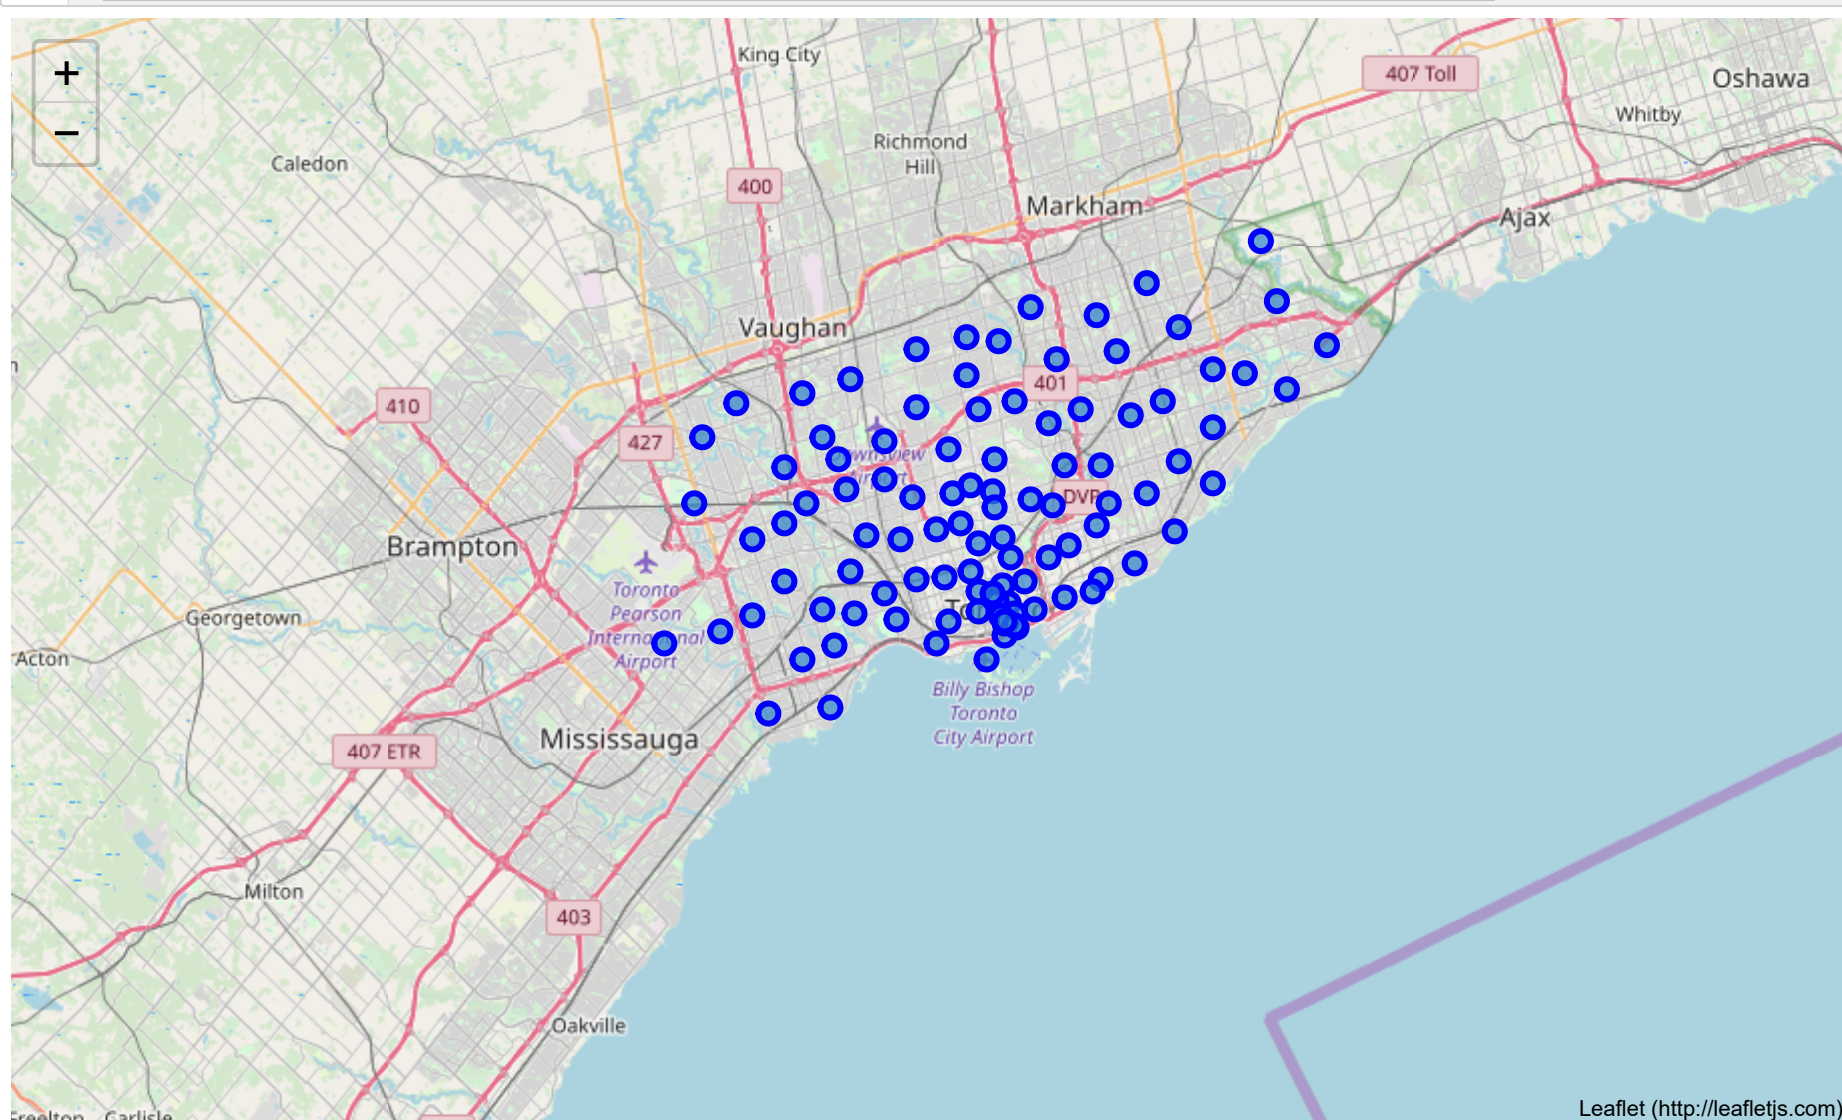 +
−
King City
407 Toll
Oshawa
Whitby
Richmond
Hill
Caledon
400
Markham
Ajax
Vaughan
401
410
427
Airport
DVP
Brampton
Toronto
Pearson
International
Airport
Georgetown
Acton
Billy Bishop
Toronto
City Airport
Mississauga
407 ETR
Milton
403
Oakville
Carlisle
Leaflet (http://leafletjs.com)